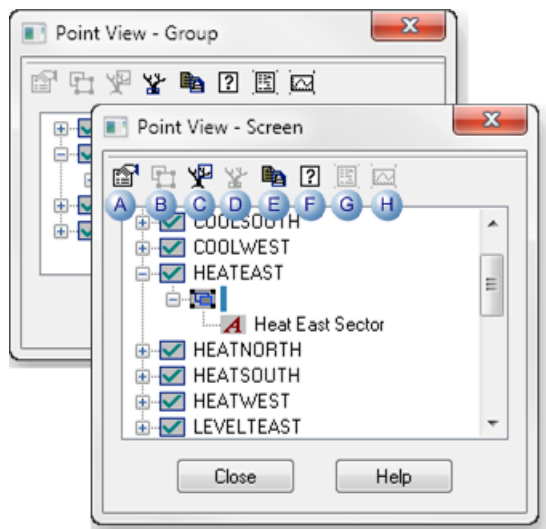 Point View - Group
Point View - Screen
A B C D E F G H
COOLSOUTH
COOLWEST
HEATEAST
A Heat East Sector
HEATNORTH
HEATSOUTH
HEATWEST
LEVELTEAST
Close Help